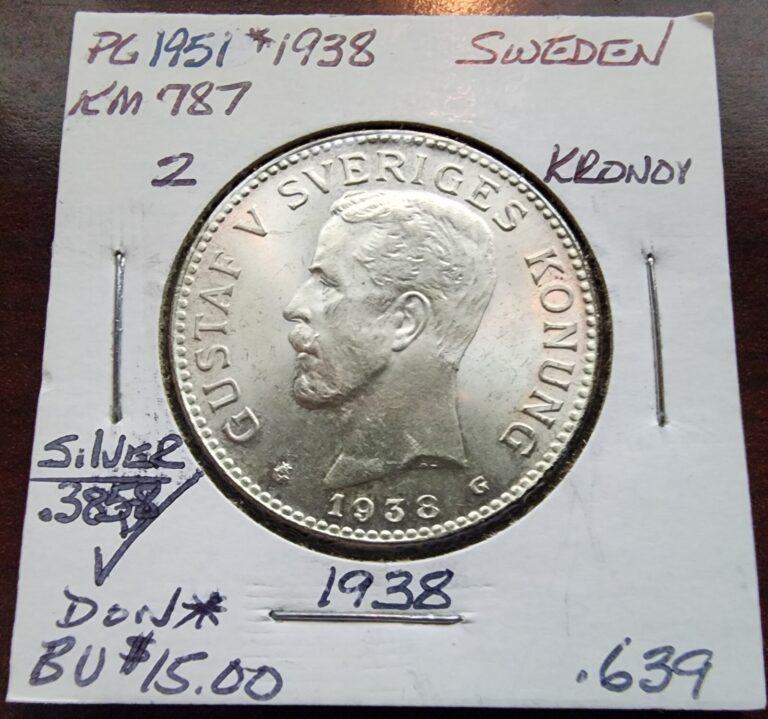 PG 1951 *1938 SWEDEN
KM 787
2 KRONOY
GUSTAF V SVERIGES KONUNG
1938
G
SILVER
.3858
1938
DON*
BU $15.00
.639